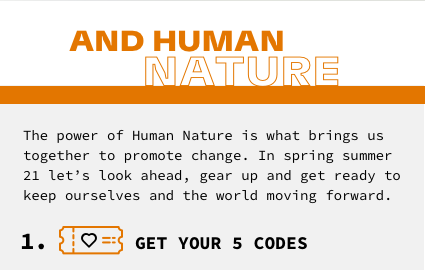 AND HUMAN
NATURE
The power of Human Nature is what brings us
together to promote change. In spring summer
21 let’s look ahead, gear up and get ready to
keep ourselves and the world moving forward.
1. GET YOUR 5 CODES